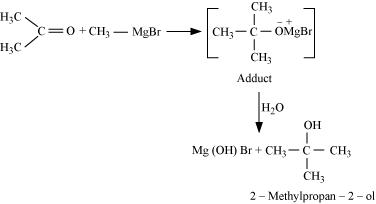 H₃C
C = O + CH₃ — MgBr
H₃C
CH₃
CH₃ — C — O⁻MgBr⁺
CH₃
Adduct
H₂O
OH
Mg (OH) Br + CH₃ — C — CH₃
CH₃
2 – Methylpropan – 2 – ol